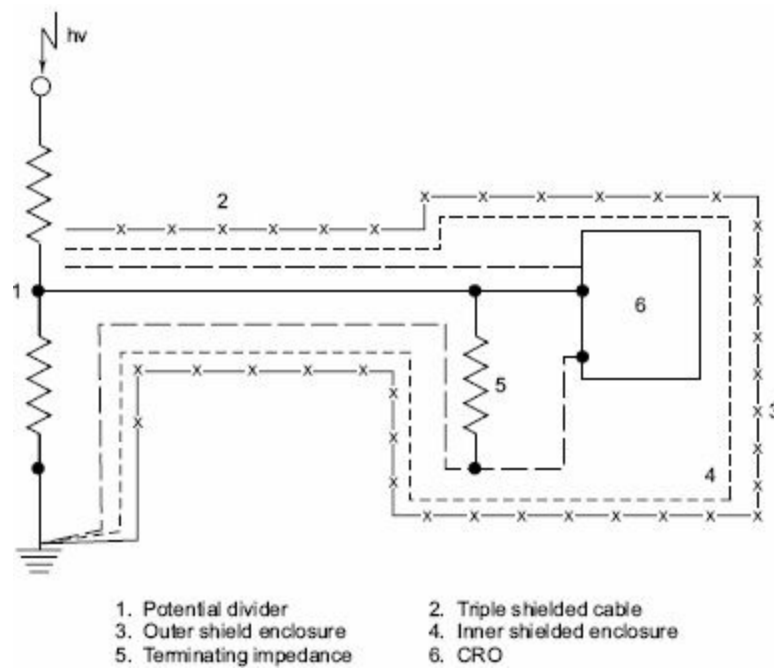 hv
2
1
6
5
3
4
1. Potential divider 2. Triple shielded cable
3. Outer shield enclosure 4. Inner shielded enclosure
5. Terminating impedance 6. CRO